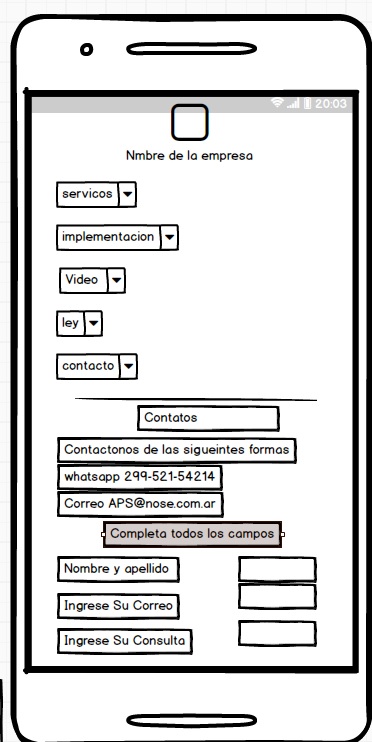 20:03
Nmbre de la empresa
servicos
implementacion
Video
ley
contacto
Contatos
Contactonos de las sigueintes formas
whatsapp 299-521-54214
Correo APS@nose.com.ar
Completa todos los campos
Nombre y apellido
Ingrese Su Correo
Ingrese Su Consulta